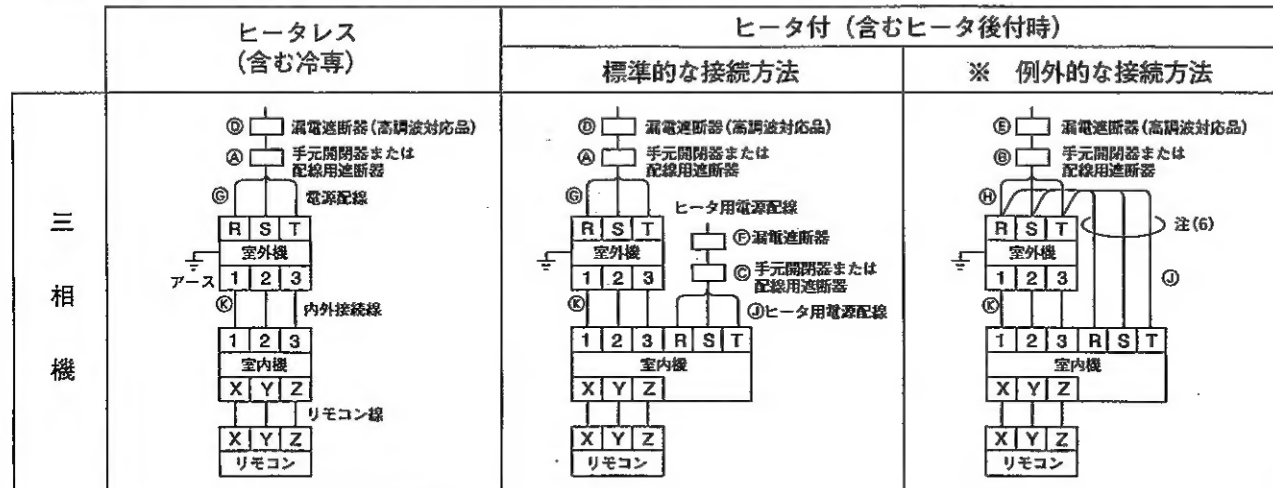 ヒータレス
(含む冷専)
ヒータ付(含むヒータ後付時)
標準的な接続方法
※ 例外的な接続方法
三相機
Ⓓ 漏電遮断器(高調波対応品)
Ⓐ 手元開閉器または
配線用遮断器
Ⓖ 電源配線
R S T
室外機
アース 1 2 3
Ⓚ 内外接続線
1 2 3
室内機
X Y Z
リモコン線
X Y Z
リモコン
Ⓓ 漏電遮断器(高調波対応品)
Ⓐ 手元開閉器または
配線用遮断器
Ⓖ
ヒータ用電源配線
R S T
Ⓕ漏電遮断器
室外機
1 2 3
Ⓒ 手元開閉器または
配線用遮断器
Ⓚ
Ⓙヒータ用電源配線
1 2 3 R S T
室内機
X Y Z
X Y Z
リモコン
Ⓔ 漏電遮断器(高調波対応品)
Ⓑ 手元開閉器または
配線用遮断器
Ⓗ
R S T
注(6)
室外機
1 2 3
Ⓙ
Ⓚ
1 2 3 R S T
室内機
X Y Z
X Y Z
リモコン